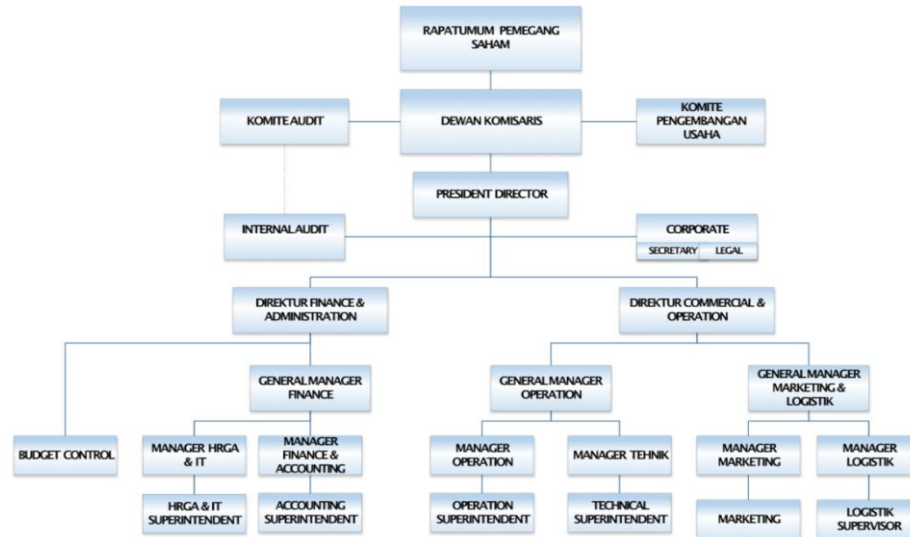 RAPATUMUM PEMEGANG
SAHAM
KOMITE AUDIT
DEWAN KOMISARIS
KOMITE
PENGEMBANGAN
USAHA
PRESIDENT DIRECTOR
INTERNAL AUDIT
CORPORATE
SECRETARY
LEGAL
DIREKTUR FINANCE &
ADMINISTRATION
DIREKTUR COMMERCIAL &
OPERATION
GENERAL MANAGER
FINANCE
GENERAL MANAGER
OPERATION
GENERAL MANAGER
MARKETING &
LOGISTIK
BUDGET CONTROL
MANAGER HRGA
& IT
MANAGER
FINANCE &
ACCOUNTING
MANAGER
OPERATION
MANAGER TEHNIK
MANAGER
MARKETING
MANAGER
LOGISTIK
HRGA & IT
SUPERINTENDENT
ACCOUNTING
SUPERINTENDENT
OPERATION
SUPERINTENDENT
TECHNICAL
SUPERINTENDENT
MARKETING
LOGISTIK
SUPERVISOR